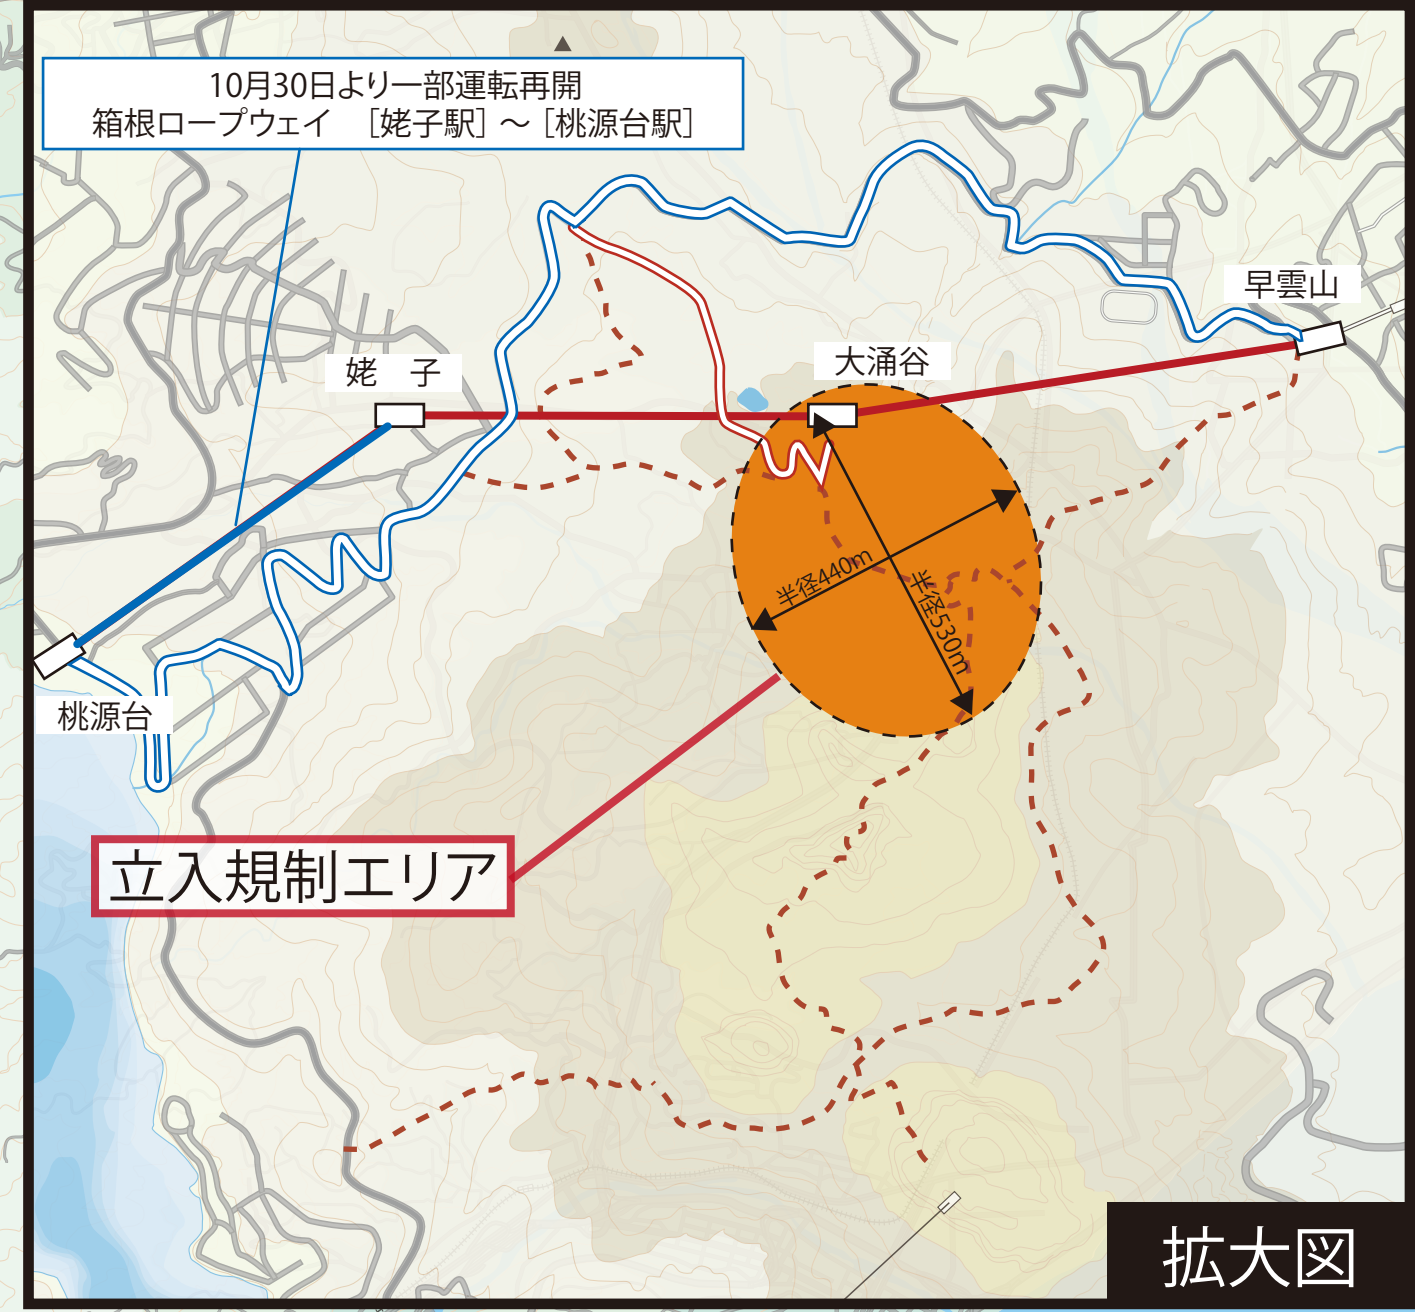 10月30日より一部運転再開
箱根ロープウェイ　[姥子駅]～[桃源台駅]
早雲山
大涌谷
姥　子
半径440m
半径530m
桃源台
立入規制エリア
拡大図